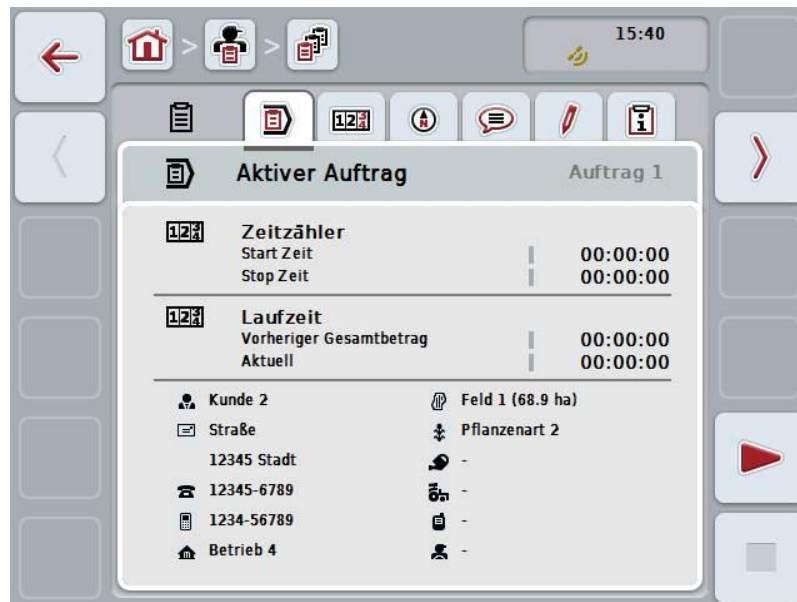 15:40
Aktiver Auftrag Auftrag 1
Zeitzähler
Start Zeit 00:00:00
Stop Zeit 00:00:00
Laufzeit
Vorheriger Gesamtbetrag 00:00:00
Aktuell 00:00:00
Kunde 2 Feld 1 (68.9 ha)
Straße Pflanzenart 2
12345 Stadt -
12345-6789 -
1234-56789 -
Betrieb 4 -